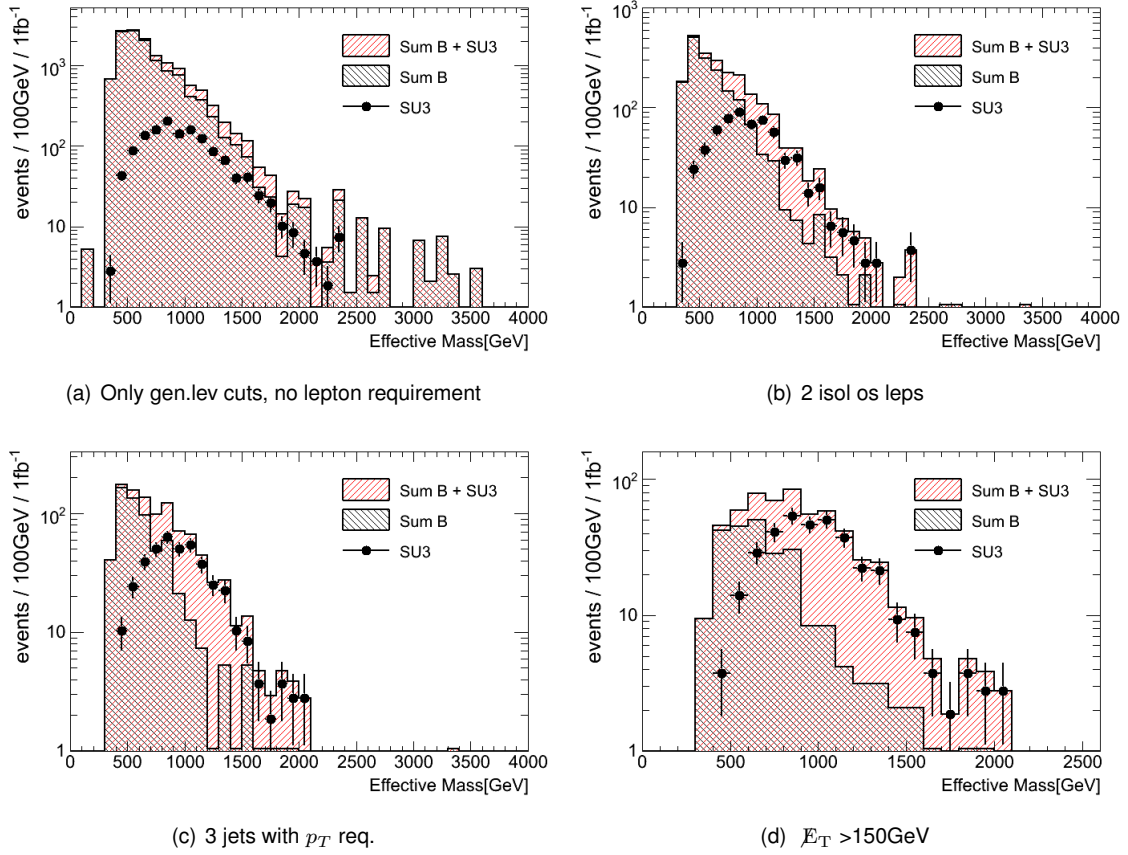 events / 100GeV / 1fb⁻¹
10³
10²
10
1
Sum B + SU3
Sum B
SU3
0 500 1000 1500 2000 2500 3000 3500 4000
Effective Mass[GeV]
(a) Only gen.lev cuts, no lepton requirement
events / 100GeV / 1fb⁻¹
10³
10²
10
1
Sum B + SU3
Sum B
SU3
0 500 1000 1500 2000 2500 3000 3500 4000
Effective Mass[GeV]
(b) 2 isol os leps
events / 100GeV / 1fb⁻¹
10²
10
1
Sum B + SU3
Sum B
SU3
0 500 1000 1500 2000 2500 3000 3500 4000
Effective Mass[GeV]
(c) 3 jets with p_T req.
events / 100GeV / 1fb⁻¹
10²
10
1
Sum B + SU3
Sum B
SU3
0 500 1000 1500 2000 2500
Effective Mass[GeV]
(d) E̸_T >150GeV